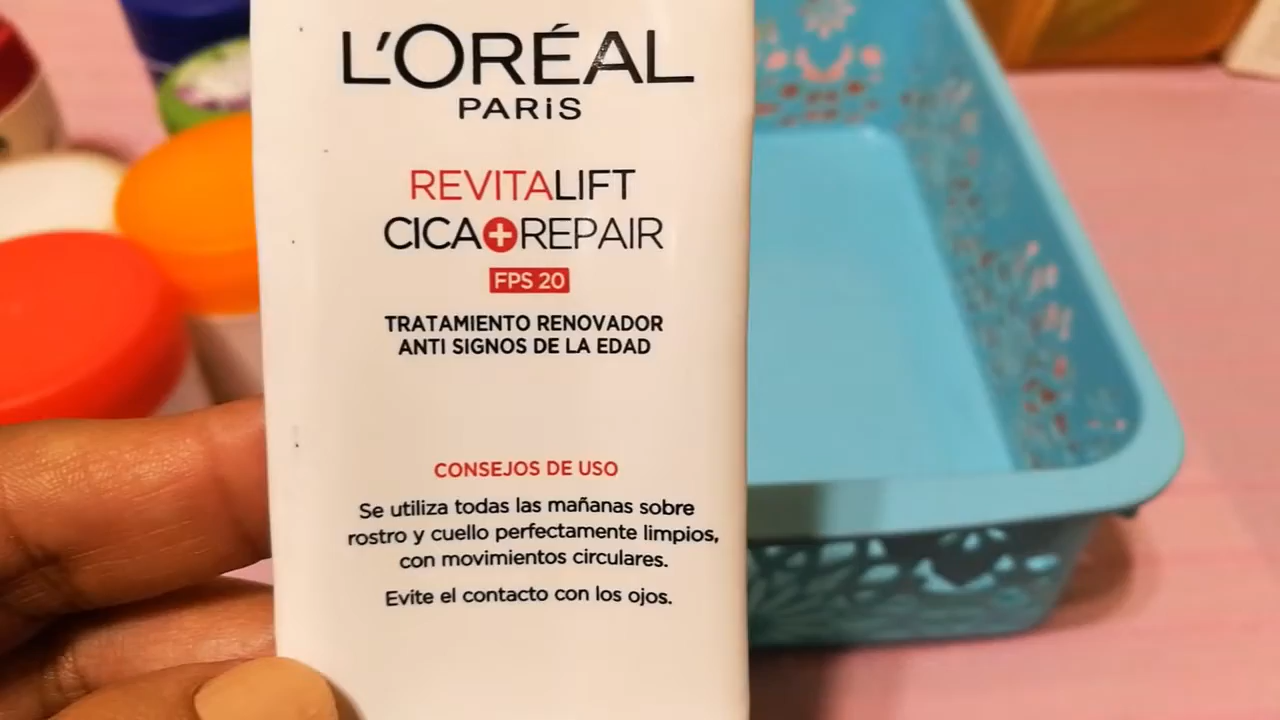 L'ORÉAL
PARiS
REVITALIFT
CICA+REPAIR
FPS 20
TRATAMIENTO RENOVADOR
ANTI SIGNOS DE LA EDAD
CONSEJOS DE USO
Se utiliza todas las mañanas sobre
rostro y cuello perfectamente limpios,
con movimientos circulares.
Evite el contacto con los ojos.